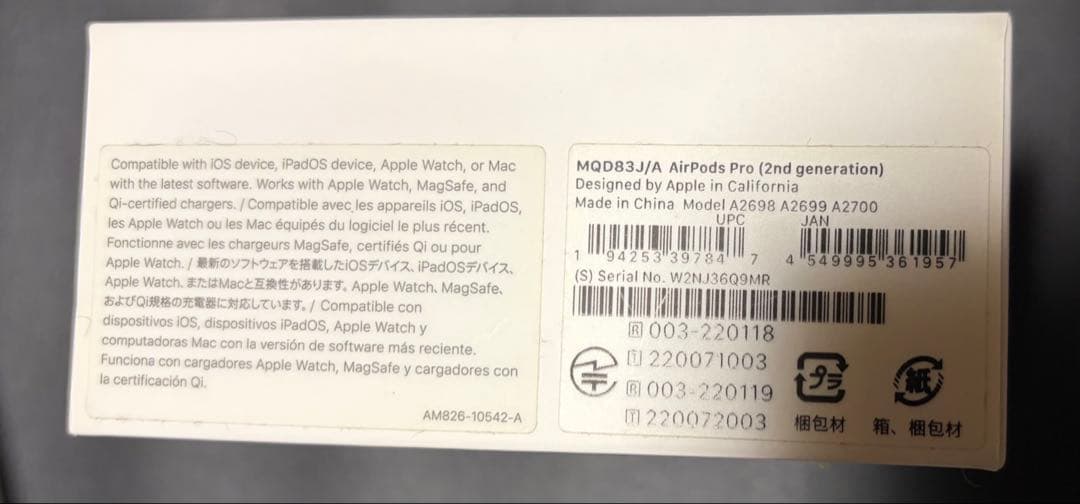 Compatible with iOS device, iPadOS device, Apple Watch, or Mac
with the latest software. Works with Apple Watch, MagSafe, and
Qi-certified chargers. / Compatible avec les appareils iOS, iPadOS,
les Apple Watch ou les Mac équipés du logiciel le plus récent.
Fonctionne avec les chargeurs MagSafe, certifiés Qi ou pour
Apple Watch. / 最新のソフトウェアを搭載したiOSデバイス、iPadOSデバイス、
Apple Watch、またはMacと互換性があります。Apple Watch、MagSafe、
およびQi規格の充電器に対応しています。/ Compatible con
dispositivos iOS, dispositivos iPadOS, Apple Watch y
computadoras Mac con la versión de software más reciente.
Funciona con cargadores Apple Watch, MagSafe y cargadores con
la certificación Qi.
AM826-10542-A
MQD83J/A AirPods Pro (2nd generation)
Designed by Apple in California
Made in China Model A2698 A2699 A2700
UPC JAN
1 94253 39784 7 4 549995 361957
(S) Serial No. W2NJ36Q9MR
R 003-220118
T 220071003
R 003-220119
T 220072003
プラ 紙
梱包材 箱、梱包材